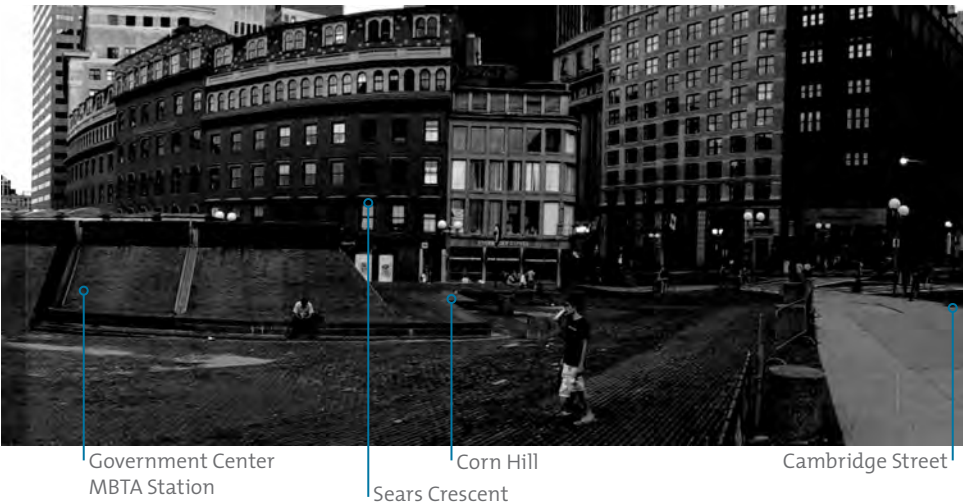 Government Center
MBTA Station
Sears Crescent
Corn Hill
Cambridge Street